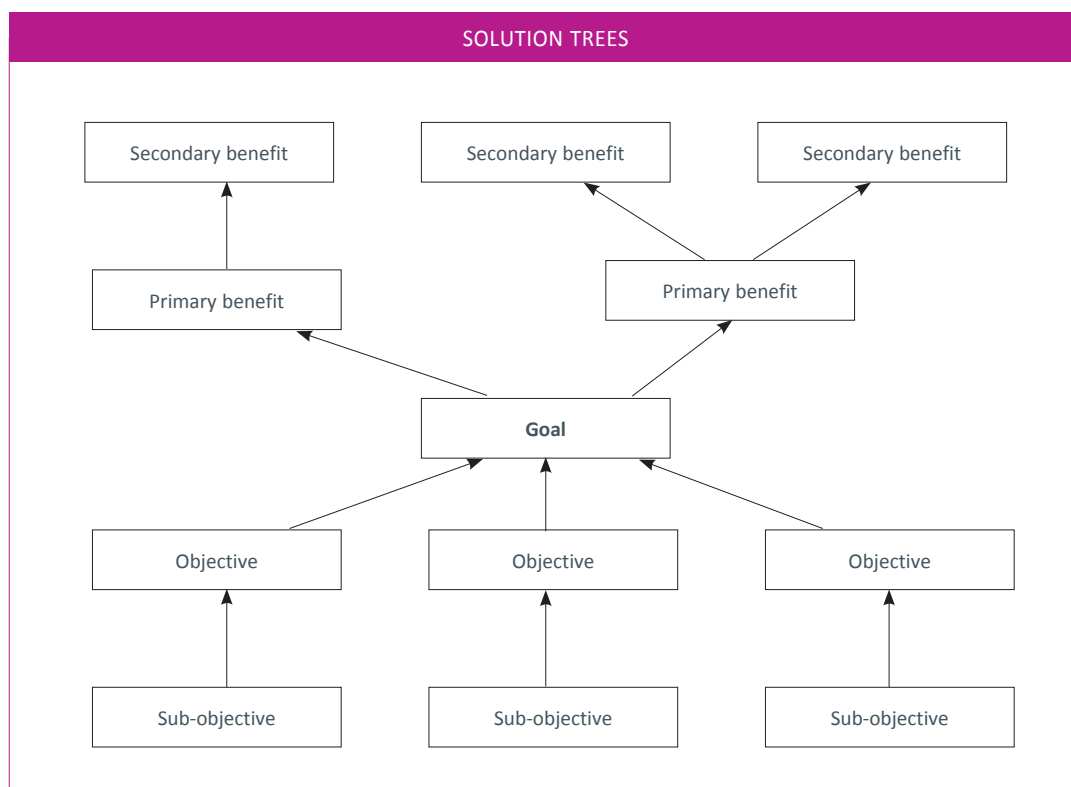 SOLUTION TREES
Secondary benefit
Secondary benefit
Secondary benefit
Primary benefit
Primary benefit
Goal
Objective
Objective
Objective
Sub-objective
Sub-objective
Sub-objective